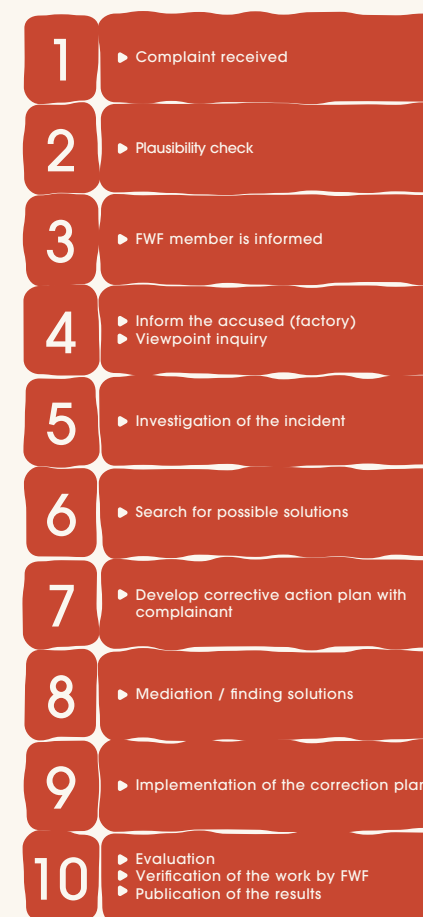 1
Complaint received
2
Plausibility check
3
FWF member is informed
4
Inform the accused (factory)
Viewpoint inquiry
5
Investigation of the incident
6
Search for possible solutions
7
Develop corrective action plan with
complainant
8
Mediation / finding solutions
9
Implementation of the correction plan
10
Evaluation
Verification of the work by FWF
Publication of the results